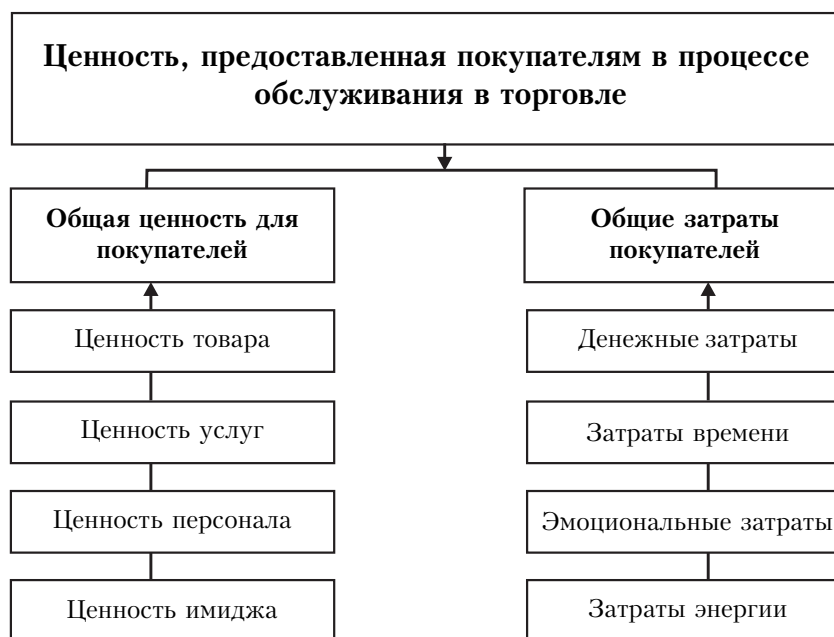 Ценность, предоставленная покупателям в процессе
обслуживания в торговле
Общая ценность для
покупателей
Общие затраты
покупателей
Ценность товара
Денежные затраты
Ценность услуг
Затраты времени
Ценность персонала
Эмоциональные затраты
Ценность имиджа
Затраты энергии